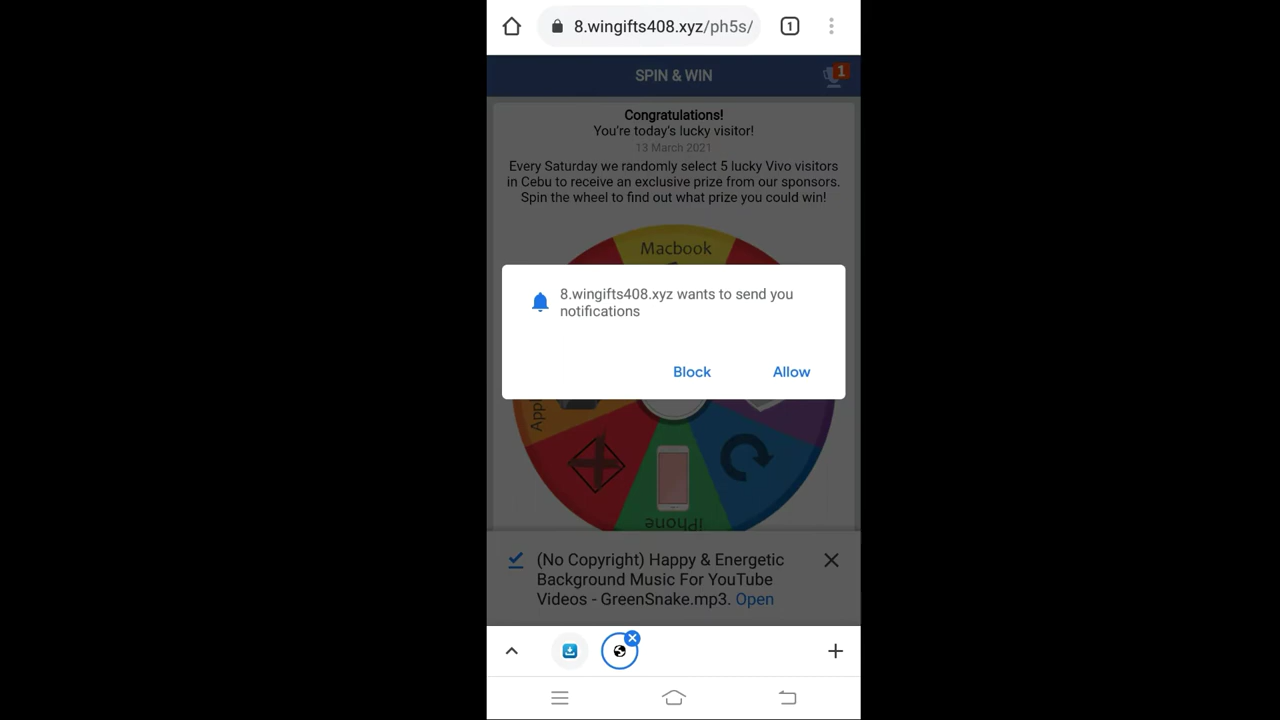 8.wingifts408.xyz/ph5s/
1
SPIN & WIN
1
Congratulations!
You're today's lucky visitor!
13 March 2021
Every Saturday we randomly select 5 lucky Vivo visitors
in Cebu to receive an exclusive prize from our sponsors.
Spin the wheel to find out what prize you could win!
Macbook
8.wingifts408.xyz wants to send you
notifications
Block
Allow
App
iPhone
(No Copyright) Happy & Energetic
Background Music For YouTube
Videos - GreenSnake.mp3. Open